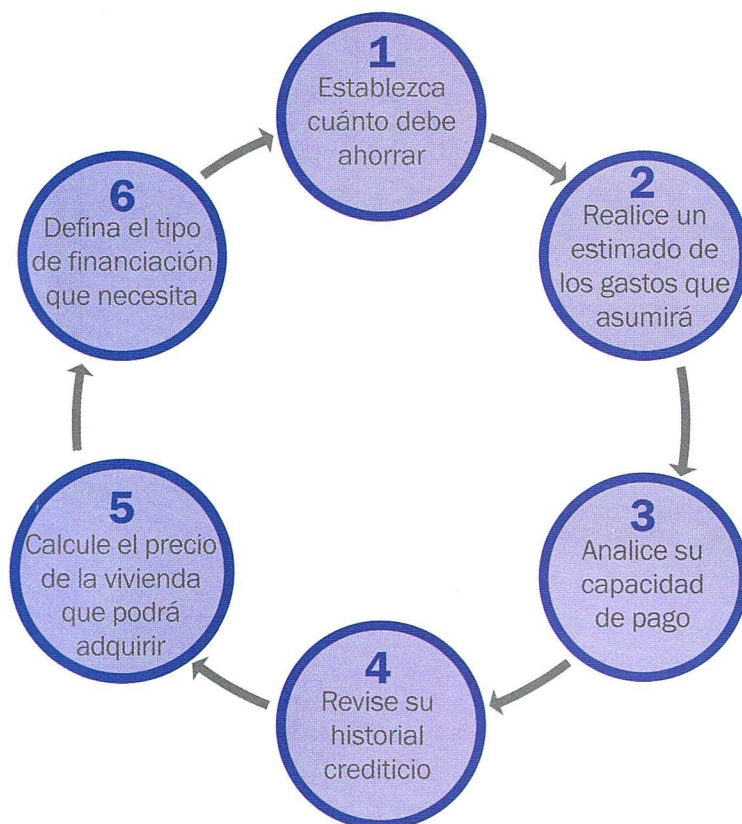 1
Establezca
cuánto debe
ahorrar
2
Realice un
estimado de
los gastos que
asumirá
3
Analice su
capacidad
de pago
4
Revise su
historial
crediticio
5
Calcule el precio
de la vivienda
que podrá
adquirir
6
Defina el tipo
de financiación
que necesita